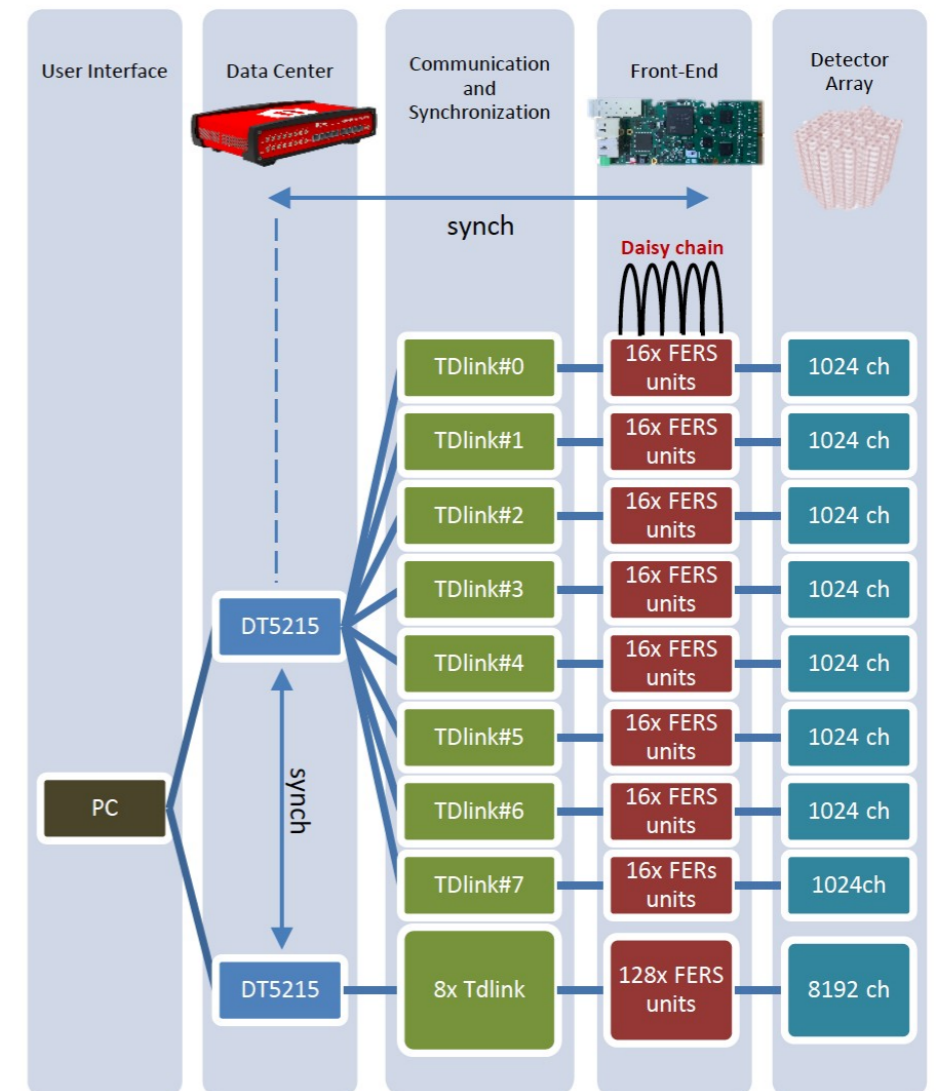 User Interface
Data Center
Communication
and
Synchronization
Front-End
Detector
Array
synch
Daisy chain
TDlink#0
16x FERS
units
1024 ch
TDlink#1
16x FERS
units
1024 ch
TDlink#2
16x FERS
units
1024 ch
TDlink#3
16x FERS
units
1024 ch
DT5215
TDlink#4
16x FERS
units
1024 ch
TDlink#5
16x FERS
units
1024 ch
synch
PC
TDlink#6
16x FERS
units
1024 ch
TDlink#7
16x FERs
units
1024ch
DT5215
8x Tdlink
128x FERS
units
8192 ch